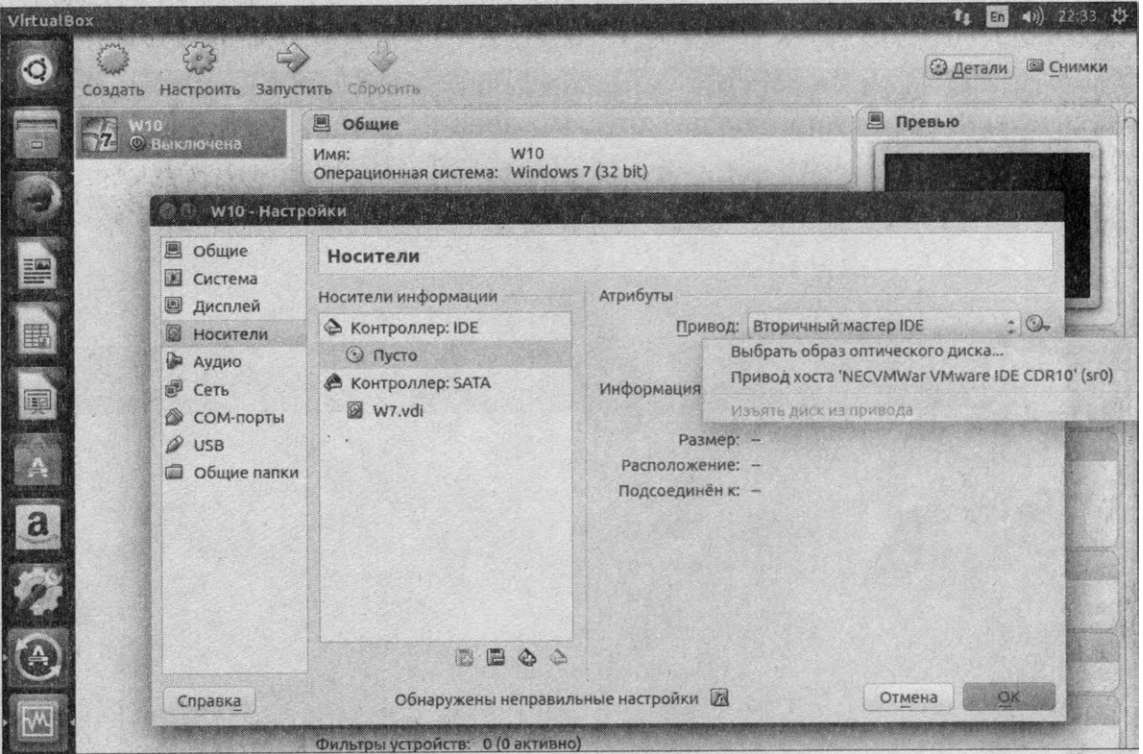 VirtualBox
En
22:33
Создать Настроить Запустить Сбросить
Детали
Снимки
W10
Выключена
Общие
Имя: W10
Операционная система: Windows 7 (32 bit)
Превью
W10 - Настройки
Общие
Система
Дисплей
Носители
Аудио
Сеть
COM-порты
USB
Общие папки
Носители
Носители информации
Контроллер: IDE
Пусто
Контроллер: SATA
W7.vdi
Атрибуты
Привод: Вторичный мастер IDE
Выбрать образ оптического диска...
Привод хоста 'NECVMWar VMware IDE CDR10' (sr0)
Изъять диск из привода
Информация
Размер: --
Расположение: --
Подсоединён к: --
Справка
Обнаружены неправильные настройки
Отмена
OK
Фильтры устройств: 0 (0 активно)